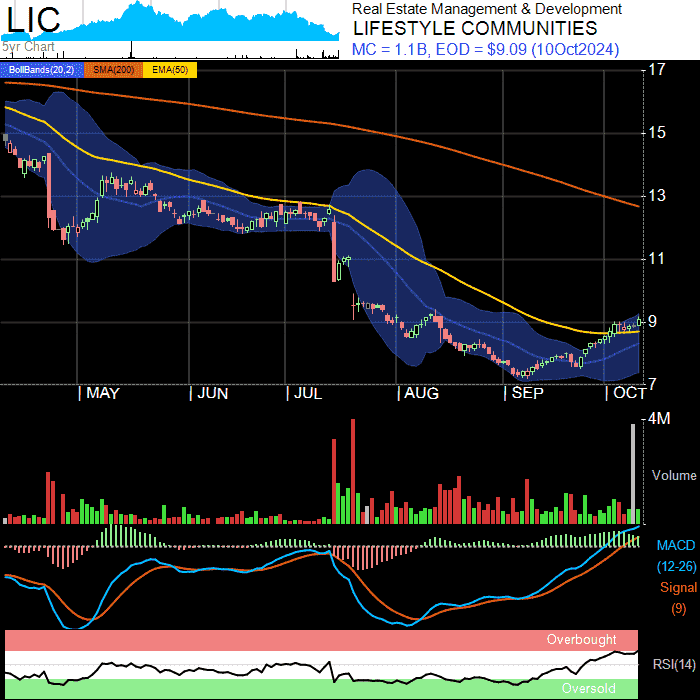 LIC
5yr Chart
Real Estate Management & Development
LIFESTYLE COMMUNITIES
MC = 1.1B, EOD = $9.09 (10Oct2024)
BollBands(20,2) SMA(200) EMA(50)
17
15
13
11
9
7
MAY JUN JUL AUG SEP OCT
4M
Volume
MACD
(12-26)
Signal
(9)
Overbought
RSI(14)
Oversold